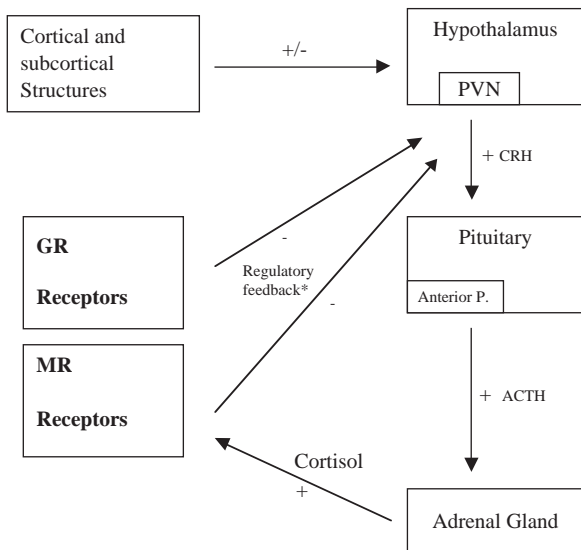 Cortical and
subcortical
Structures
+/-
Hypothalamus
PVN
+ CRH
GR
Receptors
-
Regulatory
feedback*
-
Pituitary
Anterior P.
MR
Receptors
+ ACTH
Cortisol
+
Adrenal Gland